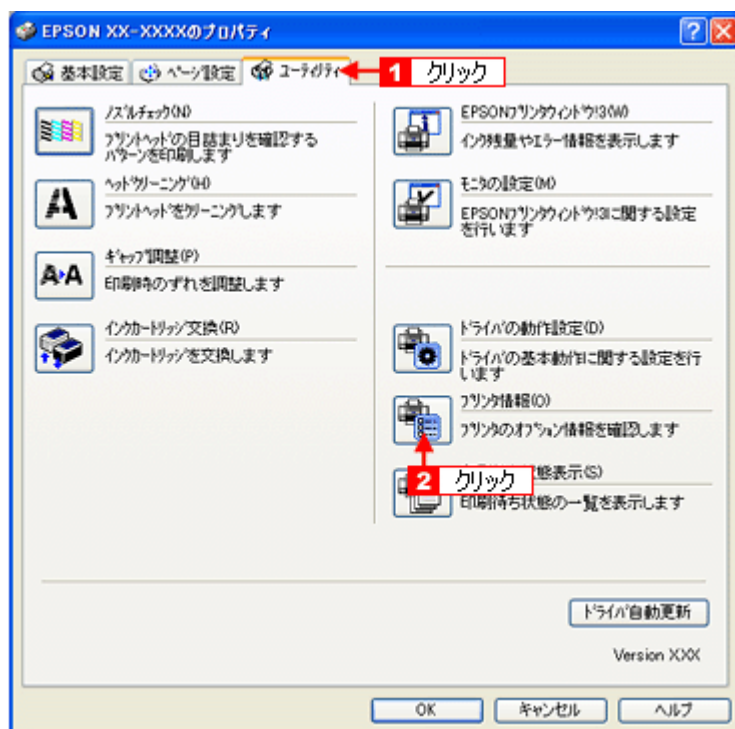 EPSON XX-XXXXのプロパティ
基本設定
ページ設定
ユーティリティ
1 クリック
ノズルチェック(N)
プリントヘッドの目詰まりを確認する
パターンを印刷します
ヘッドクリーニング(H)
プリントヘッドをクリーニングします
ギャップ調整(P)
印刷時のずれを調整します
インクカートリッジ交換(R)
インクカートリッジを交換します
EPSONプリンタウィンドウ!3(W)
インク残量やエラー情報を表示します
モニタの設定(M)
EPSONプリンタウィンドウ!3に関する設定
を行います
ドライバの動作設定(D)
ドライバの基本動作に関する設定を行
います
プリンタ情報(O)
プリンタのオプション情報を確認します
2 クリック
態表示(S)
印刷待ち状態の一覧を表示します
ドライバ自動更新
Version XXX
OK
キャンセル
ヘルプ